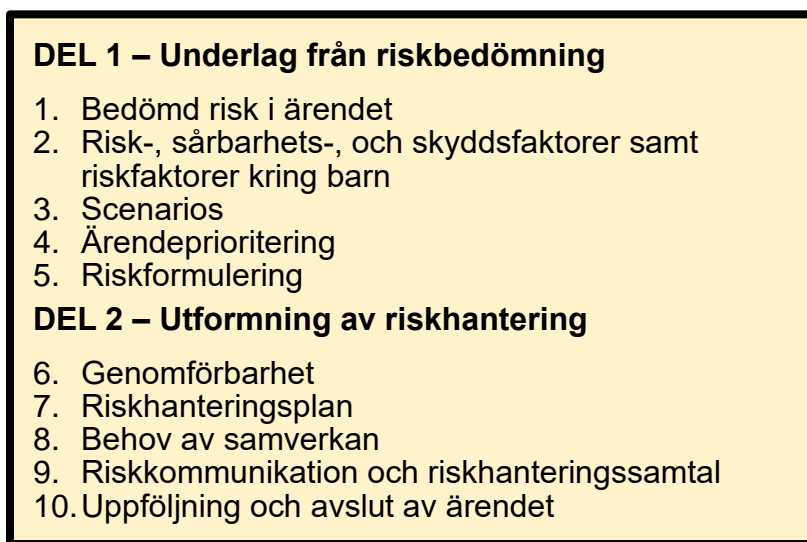 DEL 1 – Underlag från riskbedömning
1. Bedömd risk i ärendet
2. Risk-, sårbarhets-, och skyddsfaktorer samt
riskfaktorer kring barn
3. Scenarios
4. Ärendeprioritering
5. Riskformulering
DEL 2 – Utformning av riskhantering
6. Genomförbarhet
7. Riskhanteringsplan
8. Behov av samverkan
9. Riskkommunikation och riskhanteringssamtal
10. Uppföljning och avslut av ärendet